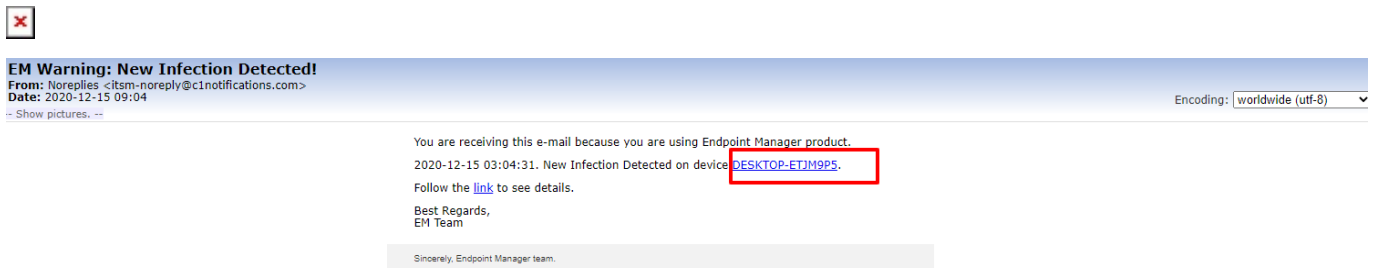 EM Warning: New Infection Detected!
From: Noreplies <itsm-noreply@c1notifications.com>
Date: 2020-12-15 09:04
Encoding: worldwide (utf-8)
-- Show pictures. --
You are receiving this e-mail because you are using Endpoint Manager product.
2020-12-15 03:04:31. New Infection Detected on device DESKTOP-ETJM9P5.
Follow the link to see details.
Best Regards,
EM Team
Sincerely, Endpoint Manager team.